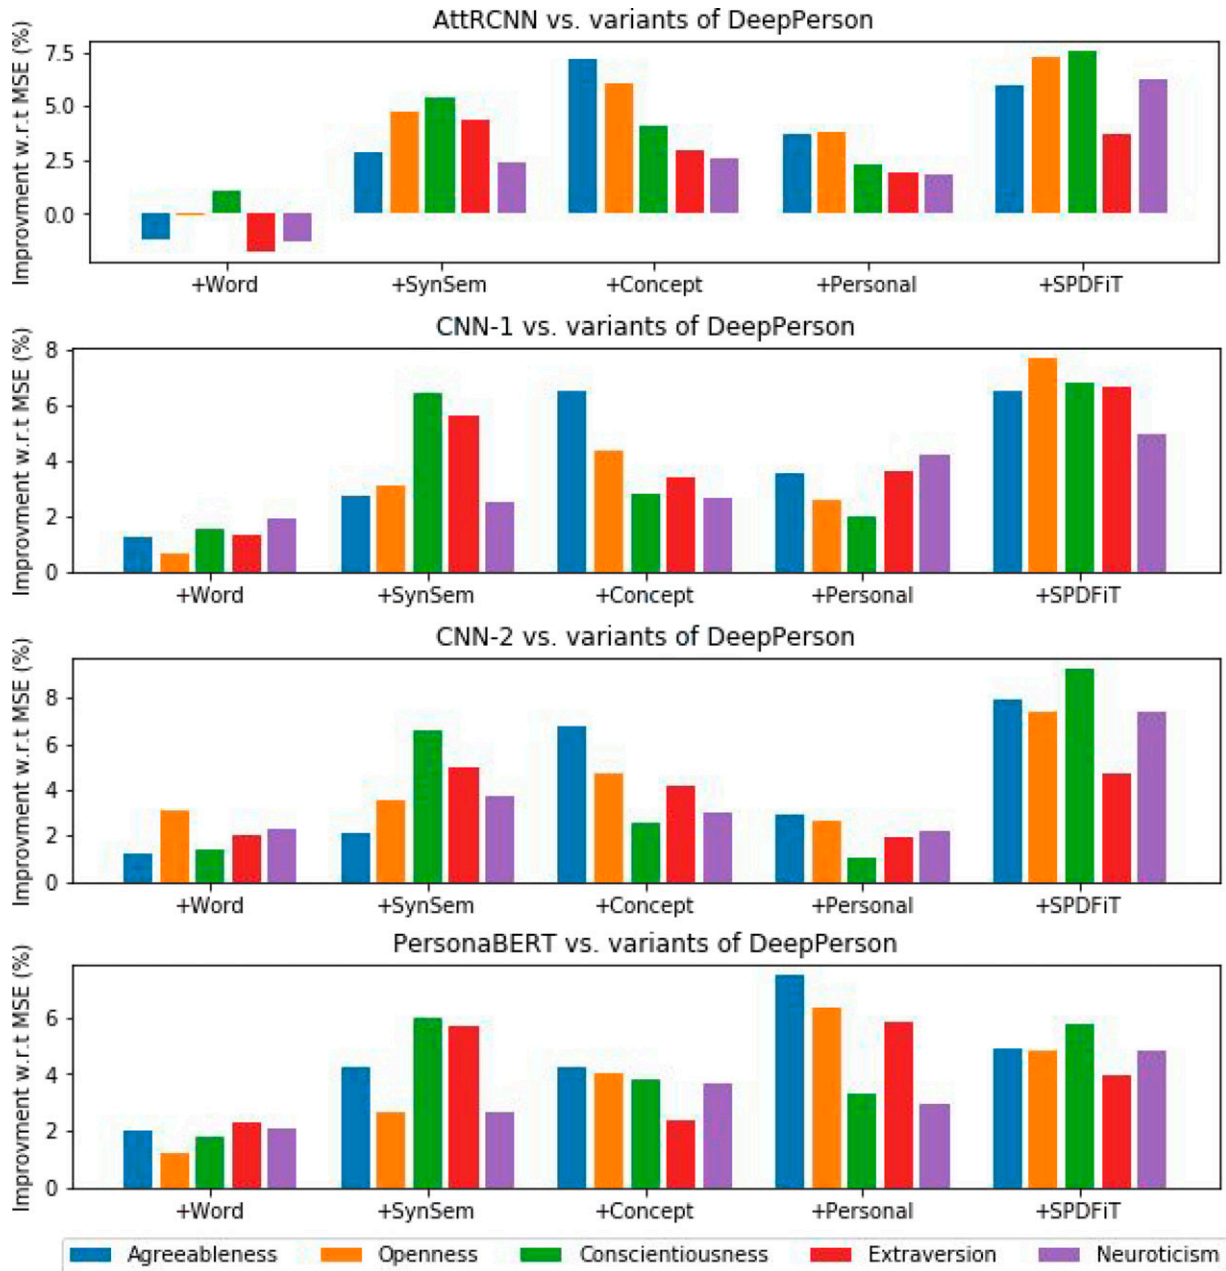 AttRCNN vs. variants of DeepPerson
Improvment w.r.t MSE (%)
7.5
5.0
2.5
0.0
+Word +SynSem +Concept +Personal +SPDFiT
CNN-1 vs. variants of DeepPerson
Improvment w.r.t MSE (%)
8
6
4
2
0
+Word +SynSem +Concept +Personal +SPDFiT
CNN-2 vs. variants of DeepPerson
Improvment w.r.t MSE (%)
8
6
4
2
0
+Word +SynSem +Concept +Personal +SPDFiT
PersonaBERT vs. variants of DeepPerson
Improvment w.r.t MSE (%)
6
4
2
0
+Word +SynSem +Concept +Personal +SPDFiT
Agreeableness Openness Conscientiousness Extraversion Neuroticism